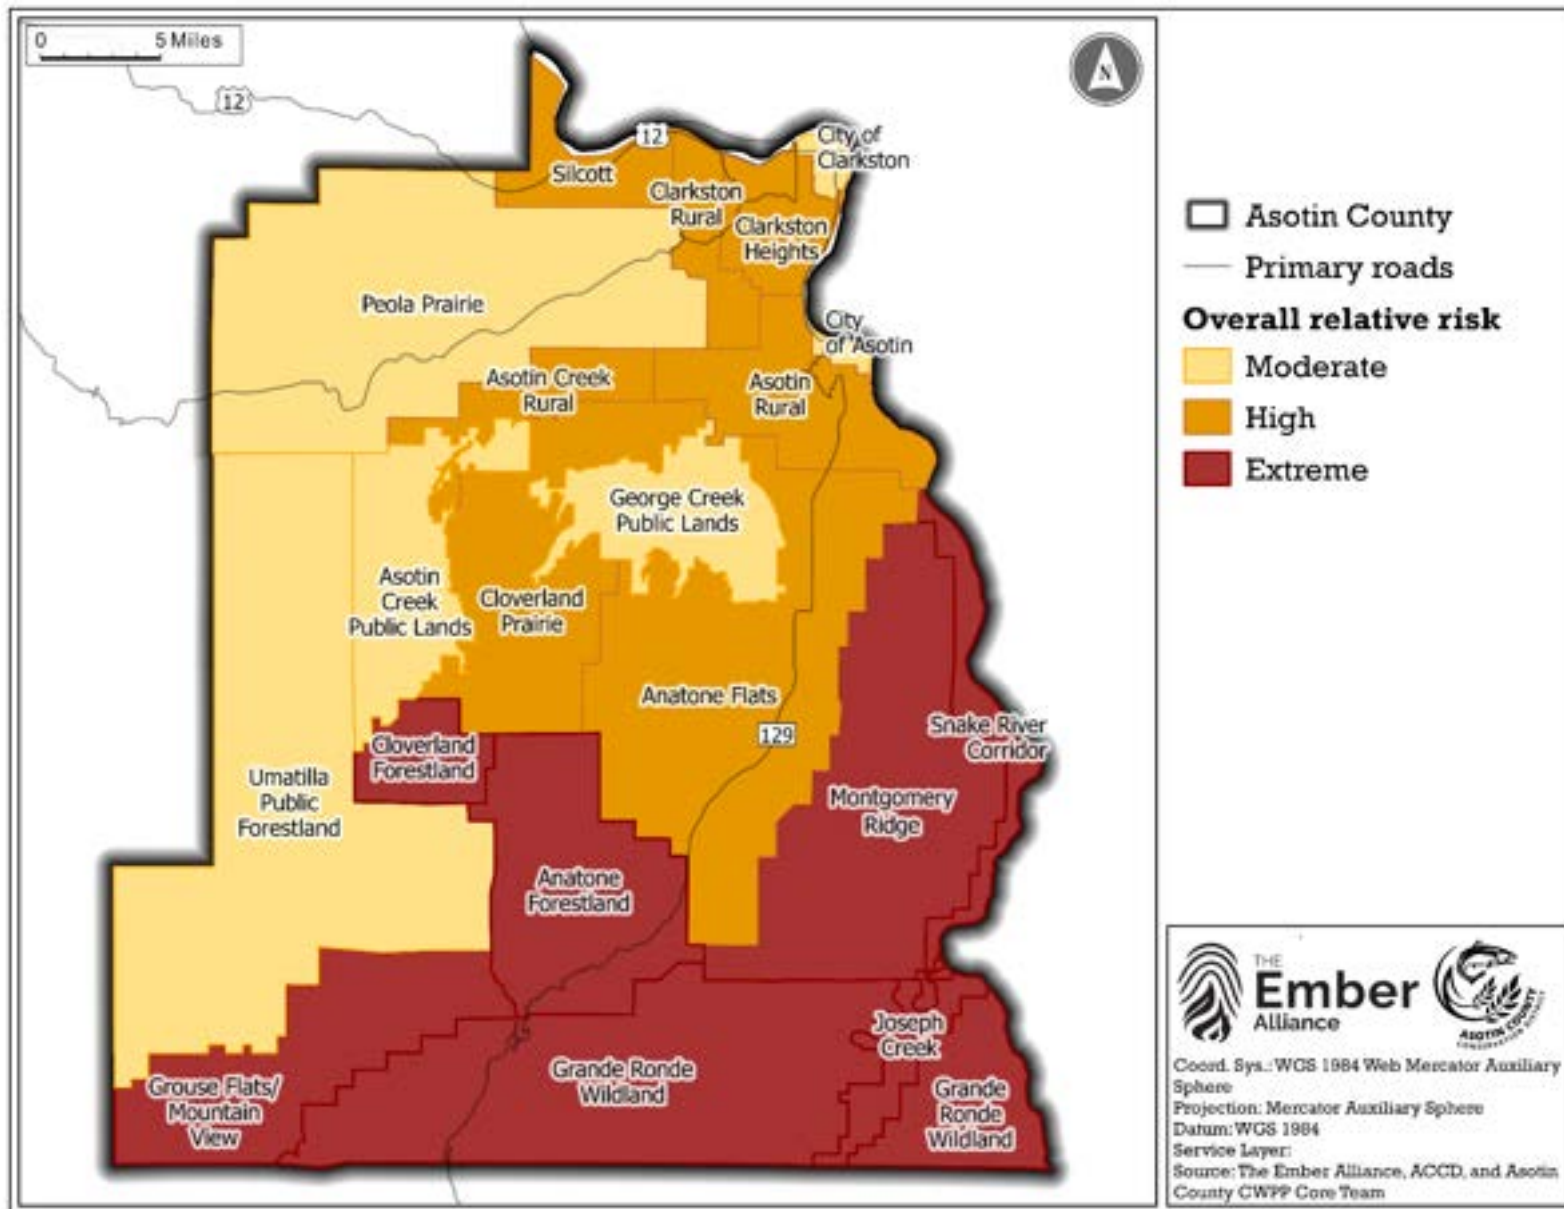 0 5 Miles
N
12
12
City of
Clarkston
Silcott
Clarkston
Rural
Clarkston
Heights
Peola Prairie
City
of Asotin
Asotin Creek
Rural
Asotin
Rural
George Creek
Public Lands
Asotin
Creek
Public Lands
Cloverland
Prairie
Anatone Flats
129
Snake River
Corridor
Cloverland
Forestland
Umatilla
Public
Forestland
Montgomery
Ridge
Anatone
Forestland
Joseph
Creek
Grande Ronde
Wildland
Grouse Flats/
Mountain
View
Grande
Ronde
Wildland
Asotin County
Primary roads
Overall relative risk
Moderate
High
Extreme
THE
Ember
Alliance
ASOTIN COUNTY
CONSERVATION DISTRICT
Coord. Sys.: WGS 1984 Web Mercator Auxiliary
Sphere
Projection: Mercator Auxiliary Sphere
Datum: WGS 1984
Service Layer:
Source: The Ember Alliance, ACCD, and Asotin
County CWPP Core Team